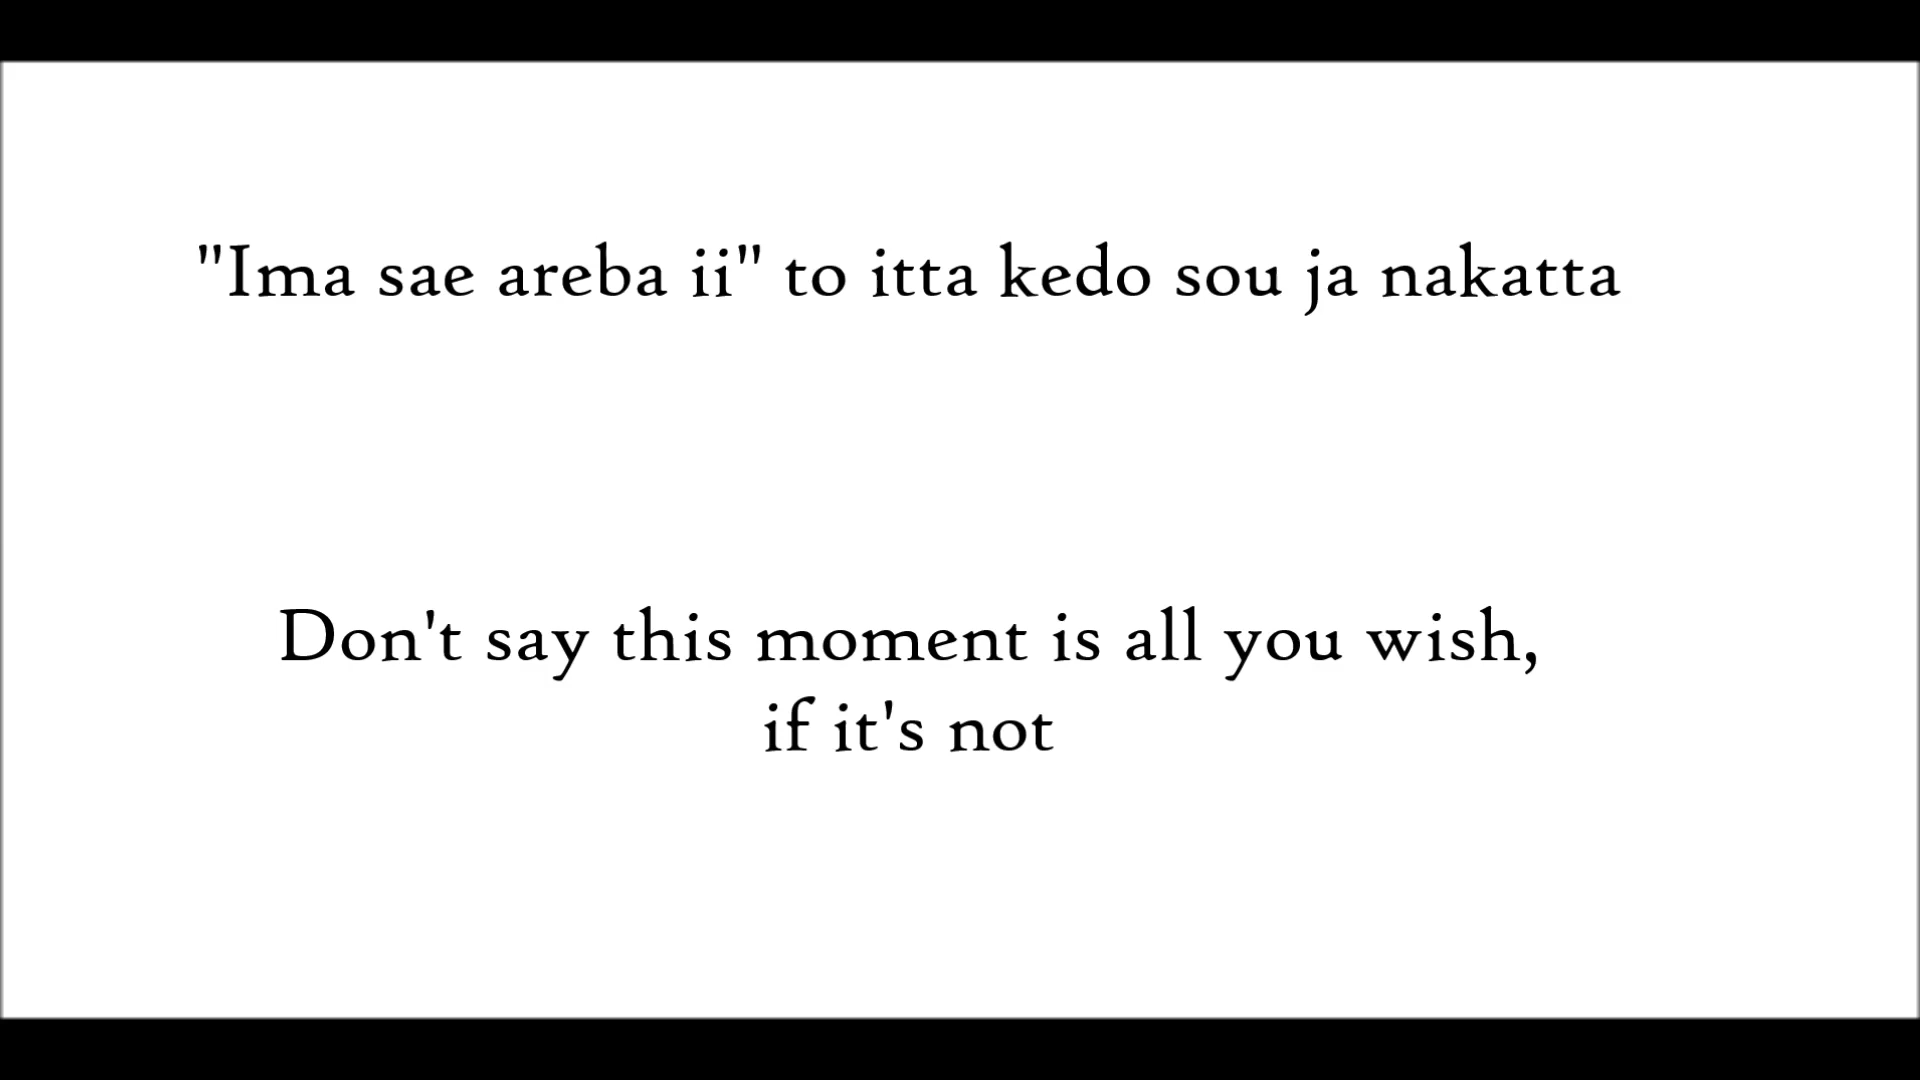 "Ima sae areba ii" to itta kedo sou ja nakatta
Don't say this moment is all you wish,
if it's not